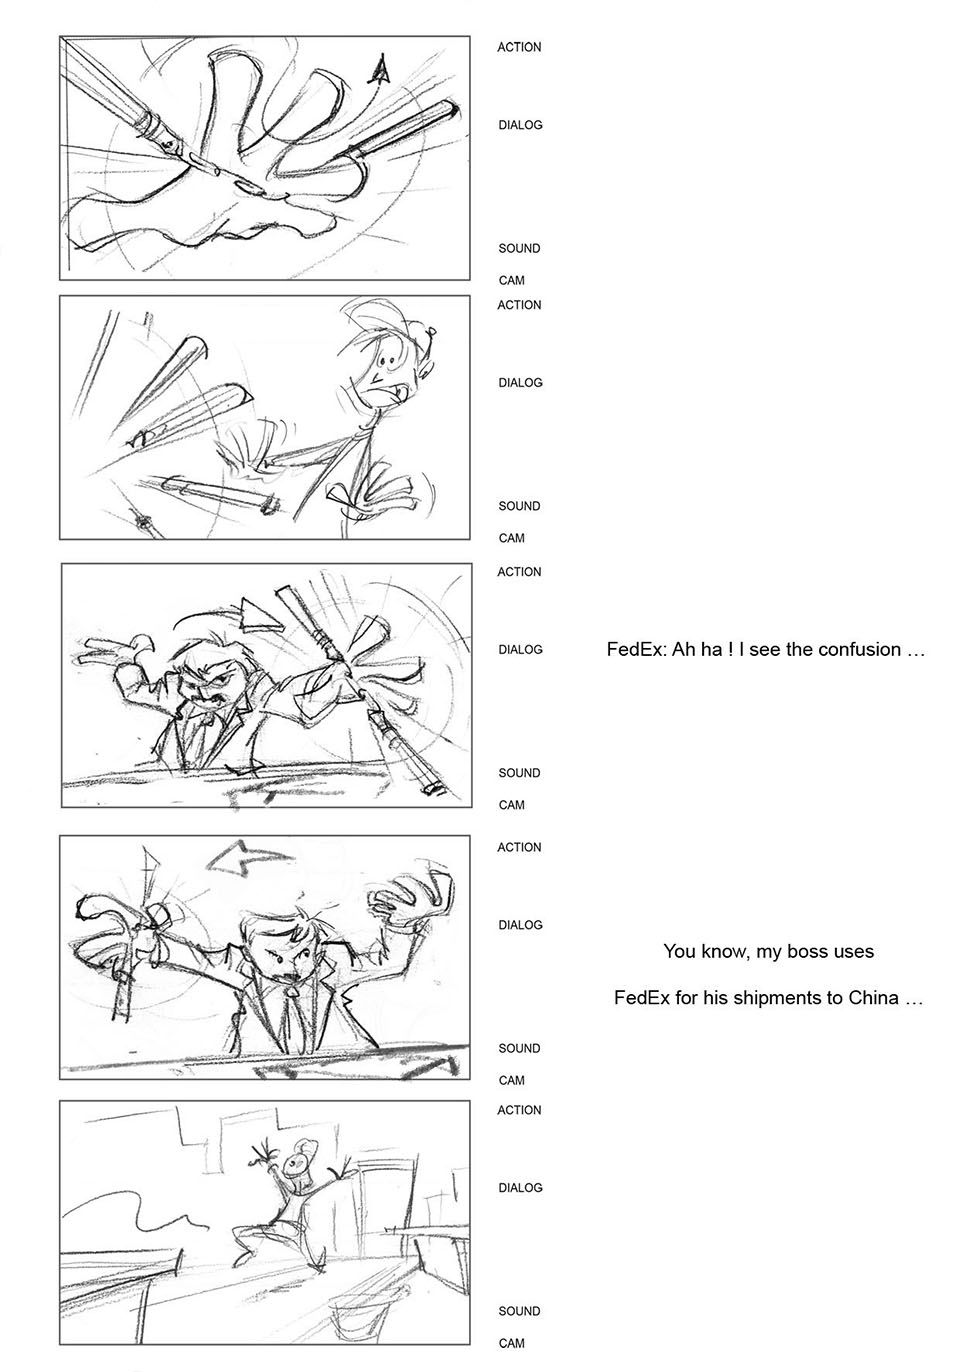 ACTION
DIALOG
SOUND
CAM
ACTION
DIALOG
SOUND
CAM
ACTION
DIALOG
FedEx: Ah ha ! I see the confusion ...
SOUND
CAM
ACTION
DIALOG
You know, my boss uses
FedEx for his shipments to China ...
SOUND
CAM
ACTION
DIALOG
SOUND
CAM